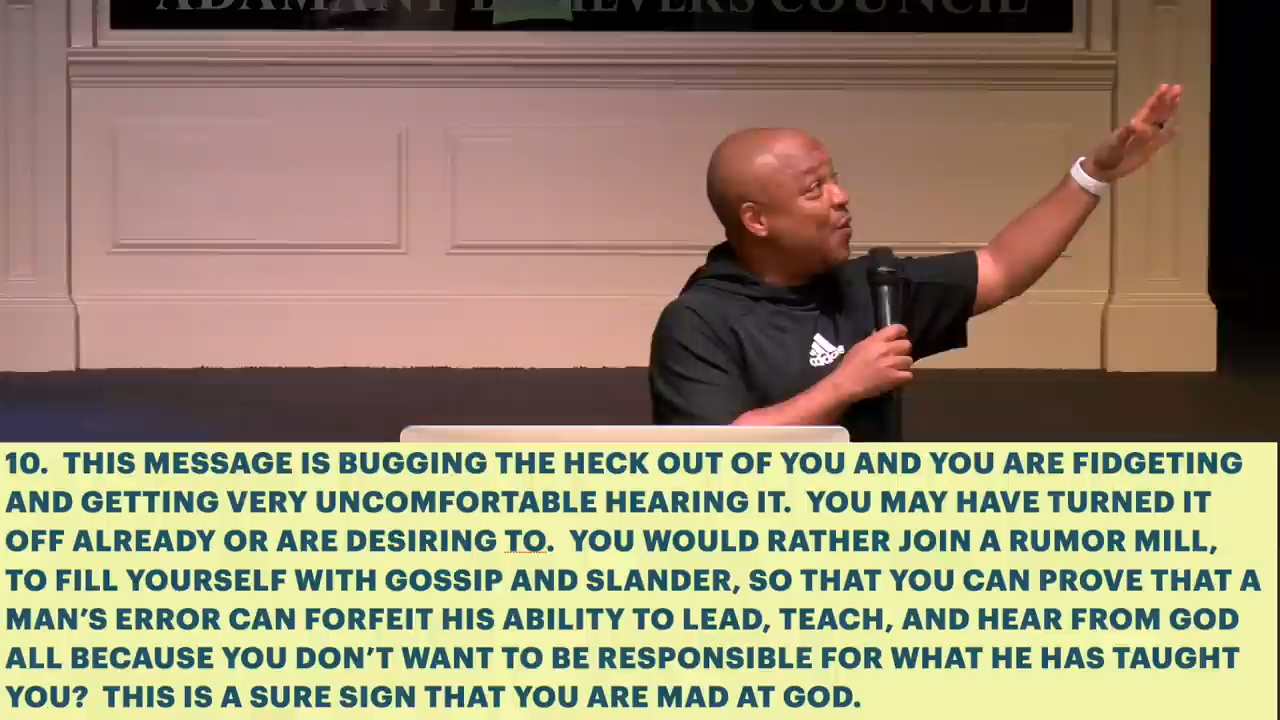 ADAMANT BELIEVERS COUNCIL
adidas
10. THIS MESSAGE IS BUGGING THE HECK OUT OF YOU AND YOU ARE FIDGETING
AND GETTING VERY UNCOMFORTABLE HEARING IT. YOU MAY HAVE TURNED IT
OFF ALREADY OR ARE DESIRING TO. YOU WOULD RATHER JOIN A RUMOR MILL,
TO FILL YOURSELF WITH GOSSIP AND SLANDER, SO THAT YOU CAN PROVE THAT A
MAN’S ERROR CAN FORFEIT HIS ABILITY TO LEAD, TEACH, AND HEAR FROM GOD
ALL BECAUSE YOU DON’T WANT TO BE RESPONSIBLE FOR WHAT HE HAS TAUGHT
YOU? THIS IS A SURE SIGN THAT YOU ARE MAD AT GOD.